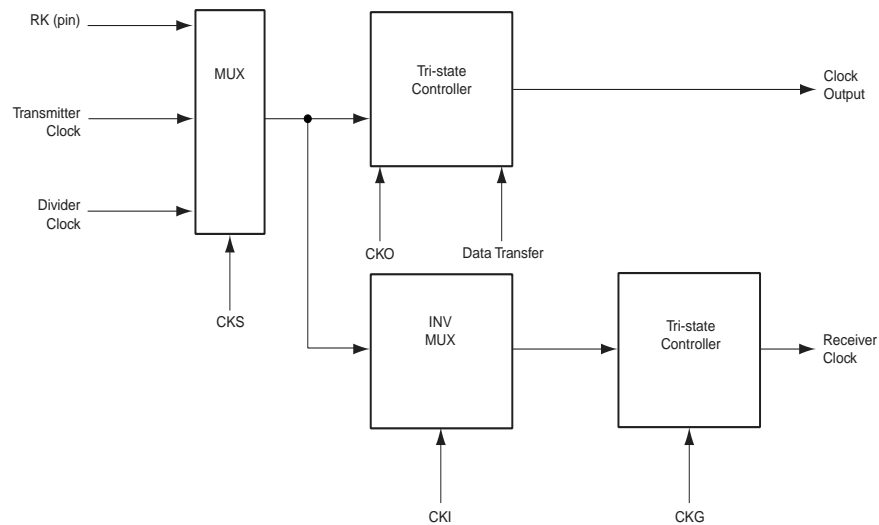 RK (pin)
MUX
Tri-state
Controller
Clock
Output
Transmitter
Clock
Divider
Clock
CKO
Data Transfer
CKS
INV
MUX
Tri-state
Controller
Receiver
Clock
CKI
CKG